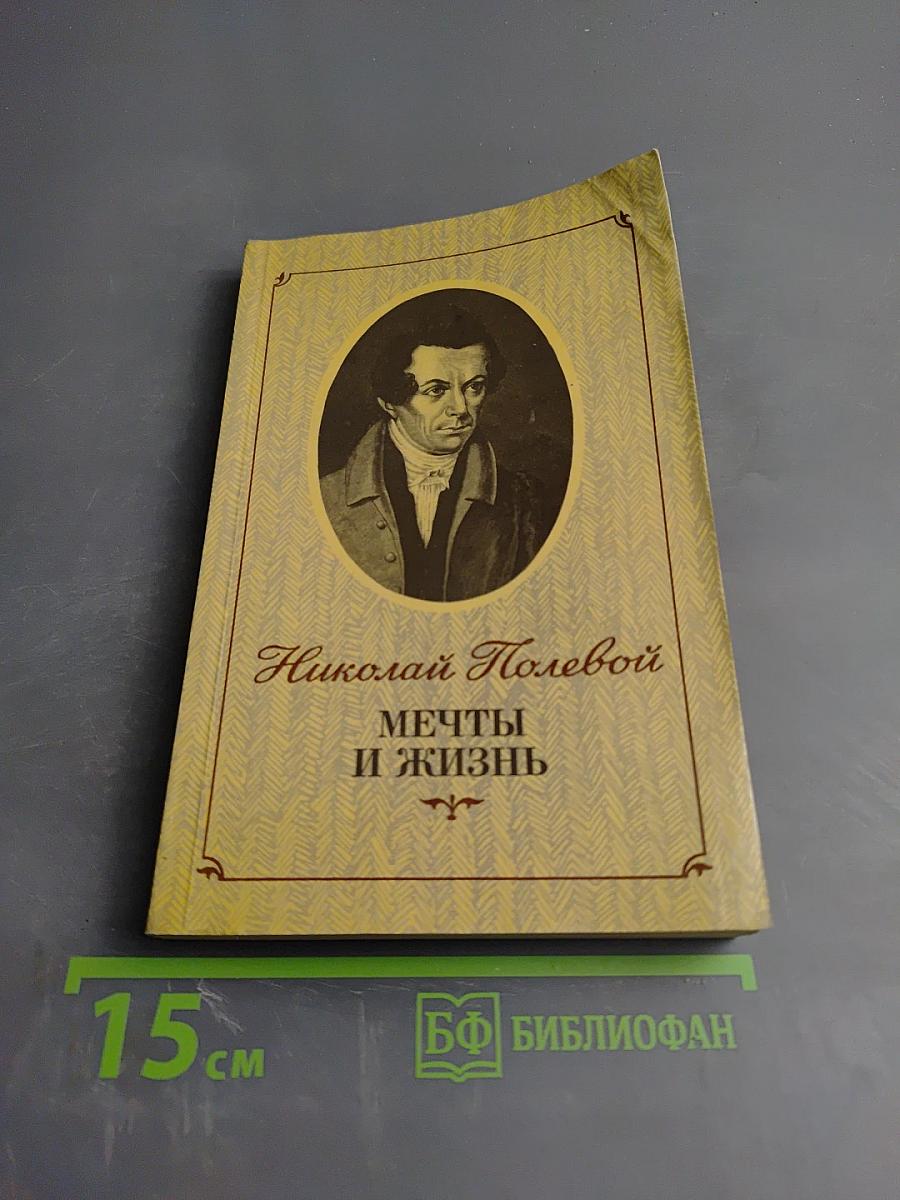 Николай Полевой
МЕЧТЫ
И ЖИЗНЬ
15 см
БФ БИБЛИОФАН